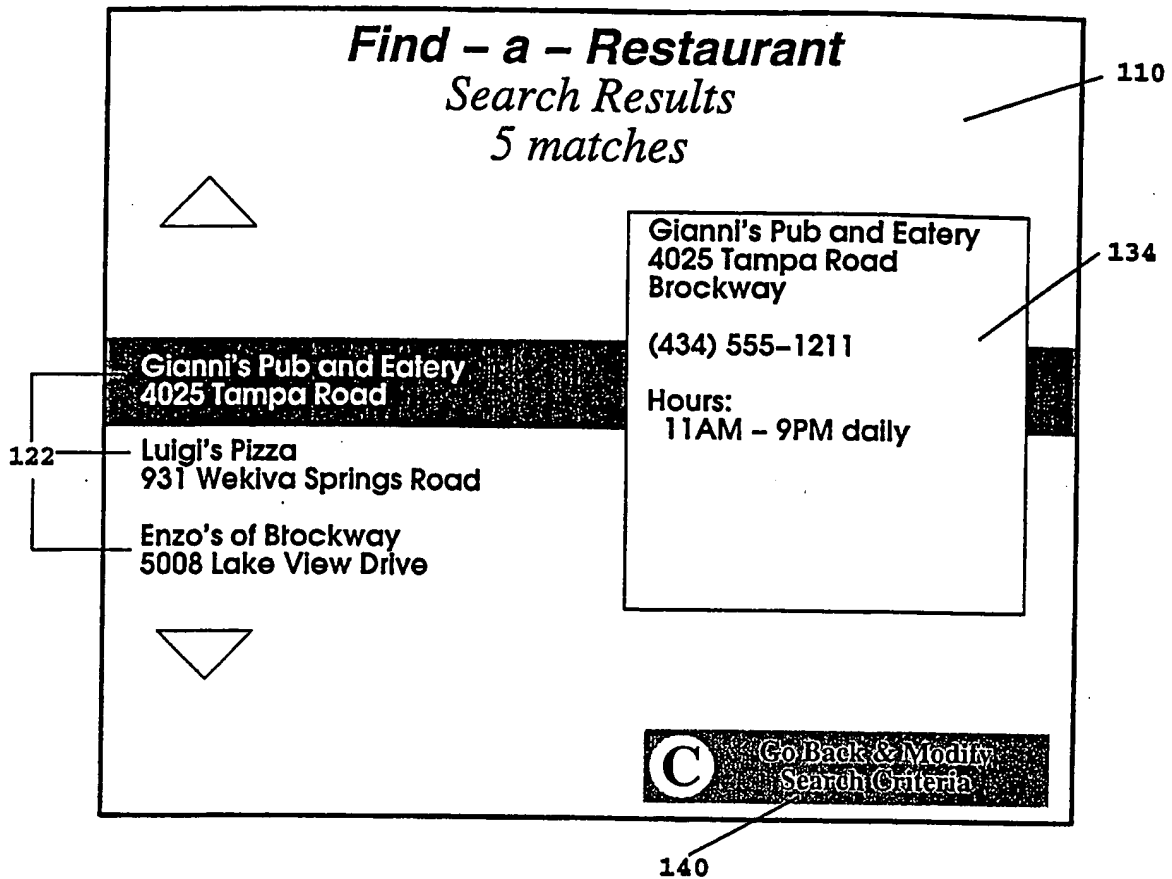 Find – a – Restaurant
Search Results
5 matches
110
Gianni's Pub and Eatery
4025 Tampa Road
Brockway
(434) 555–1211
Hours:
11AM – 9PM daily
134
Gianni's Pub and Eatery
4025 Tampa Road
Luigi's Pizza
931 Wekiva Springs Road
Enzo's of Brockway
5008 Lake View Drive
122
C Go Back & Modify
Search Criteria
140